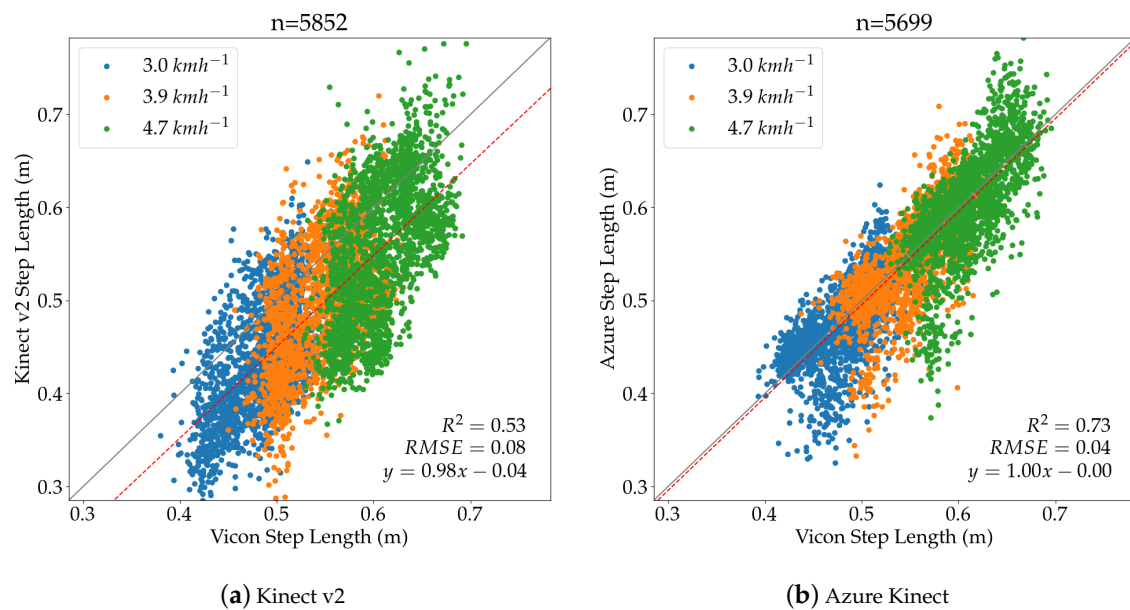 n=5852
3.0 kmh⁻¹
3.9 kmh⁻¹
4.7 kmh⁻¹
Kinect v2 Step Length (m)
0.7
0.6
0.5
0.4
0.3
R² = 0.53
RMSE = 0.08
y = 0.98x − 0.04
0.3 0.4 0.5 0.6 0.7
Vicon Step Length (m)
(a) Kinect v2
n=5699
3.0 kmh⁻¹
3.9 kmh⁻¹
4.7 kmh⁻¹
Azure Step Length (m)
0.7
0.6
0.5
0.4
0.3
R² = 0.73
RMSE = 0.04
y = 1.00x − 0.00
0.3 0.4 0.5 0.6 0.7
Vicon Step Length (m)
(b) Azure Kinect